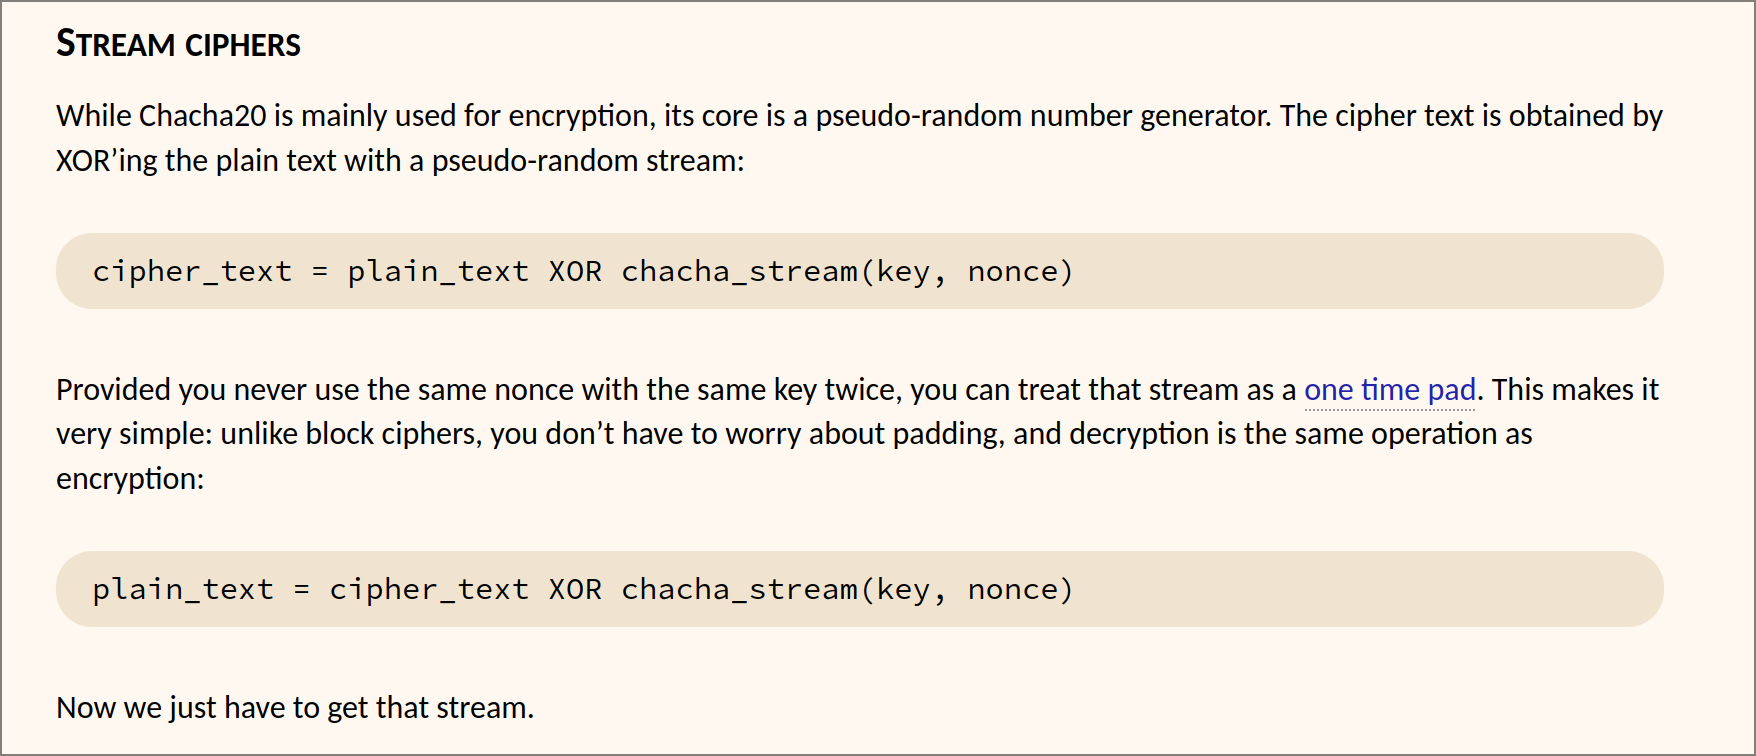 STREAM CIPHERS
While Chacha20 is mainly used for encryption, its core is a pseudo-random number generator. The cipher text is obtained by
XOR’ing the plain text with a pseudo-random stream:
cipher_text = plain_text XOR chacha_stream(key, nonce)
Provided you never use the same nonce with the same key twice, you can treat that stream as a one time pad. This makes it
very simple: unlike block ciphers, you don’t have to worry about padding, and decryption is the same operation as
encryption:
plain_text = cipher_text XOR chacha_stream(key, nonce)
Now we just have to get that stream.